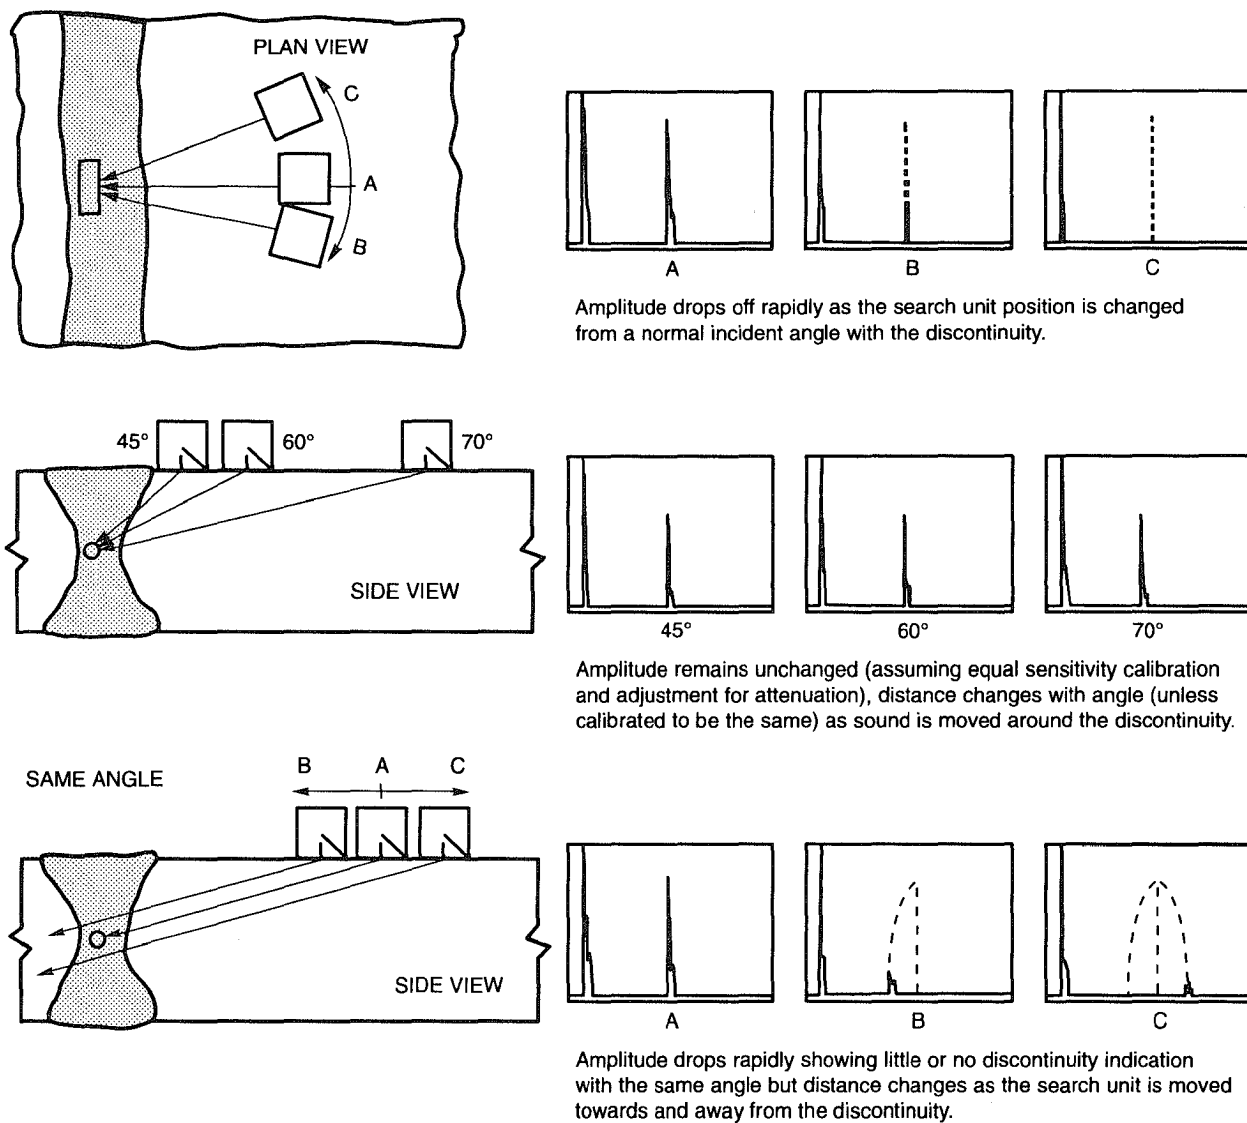 PLAN VIEW
C
A
B
A
B
C
Amplitude drops off rapidly as the search unit position is changed
from a normal incident angle with the discontinuity.
45°
60°
70°
SIDE VIEW
45°
60°
70°
Amplitude remains unchanged (assuming equal sensitivity calibration
and adjustment for attenuation), distance changes with angle (unless
calibrated to be the same) as sound is moved around the discontinuity.
SAME ANGLE
B
A
C
SIDE VIEW
A
B
C
Amplitude drops rapidly showing little or no discontinuity indication
with the same angle but distance changes as the search unit is moved
towards and away from the discontinuity.